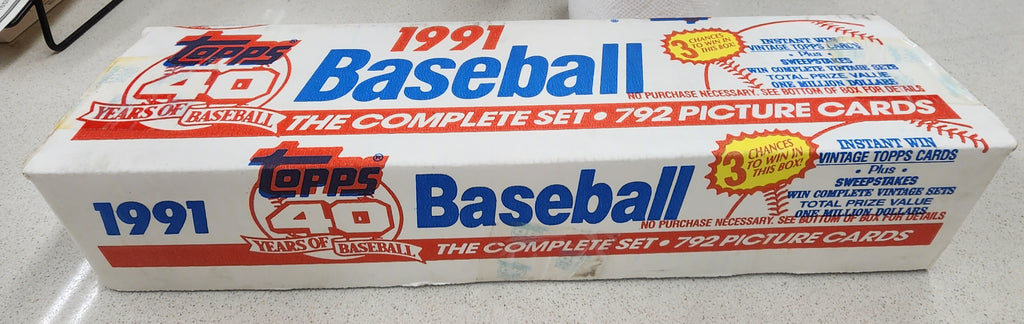 Topps®
40
YEARS OF BASEBALL
1991
Baseball
3 CHANCES
TO WIN IN
THIS BOX!
INSTANT WIN
VINTAGE TOPPS CARDS
• Plus •
SWEEPSTAKES
WIN COMPLETE VINTAGE SETS
TOTAL PRIZE VALUE
ONE MILLION DOLLARS
NO PURCHASE NECESSARY. SEE BOTTOM OF BOX FOR DETAILS
THE COMPLETE SET • 792 PICTURE CARDS
1991
Topps®
40
YEARS OF BASEBALL
Baseball
3 CHANCES
TO WIN IN
THIS BOX!
INSTANT WIN
VINTAGE TOPPS CARDS
• Plus •
SWEEPSTAKES
WIN COMPLETE VINTAGE SETS
TOTAL PRIZE VALUE
ONE MILLION DOLLARS
NO PURCHASE NECESSARY. SEE BOTTOM OF BOX FOR DETAILS
THE COMPLETE SET • 792 PICTURE CARDS